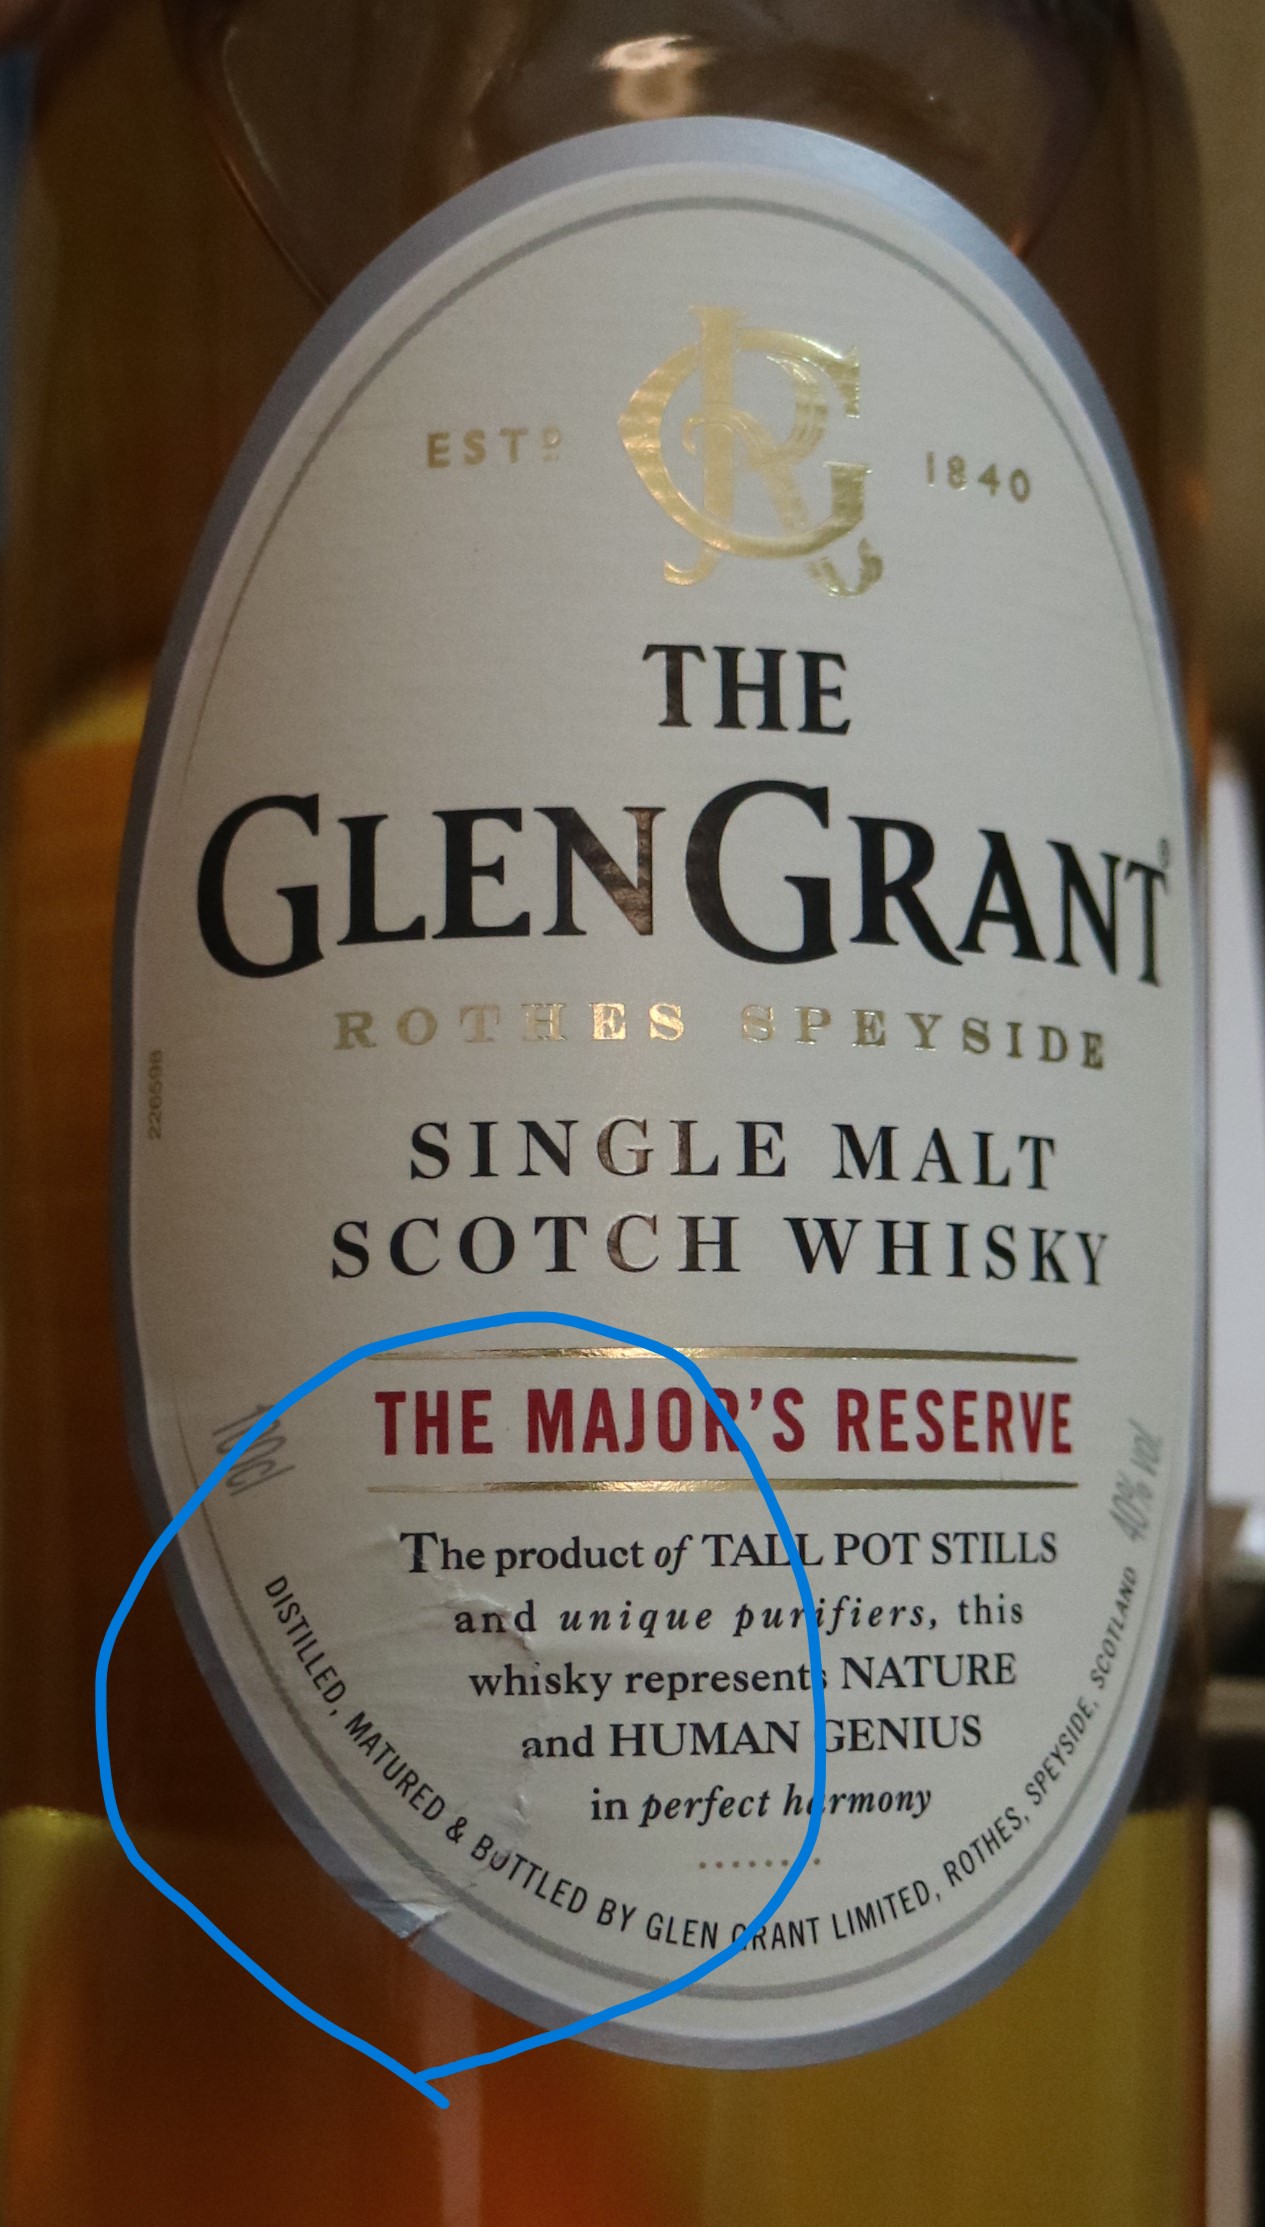 ESTD 1840
THE
GLENGRANT®
ROTHES SPEYSIDE
226598
SINGLE MALT
SCOTCH WHISKY
THE MAJOR'S RESERVE
100cl
40% vol
The product of TALL POT STILLS
and unique purifiers, this
whisky represents NATURE
and HUMAN GENIUS
in perfect harmony
DISTILLED, MATURED & BOTTLED BY GLEN GRANT LIMITED, ROTHES, SPEYSIDE, SCOTLAND